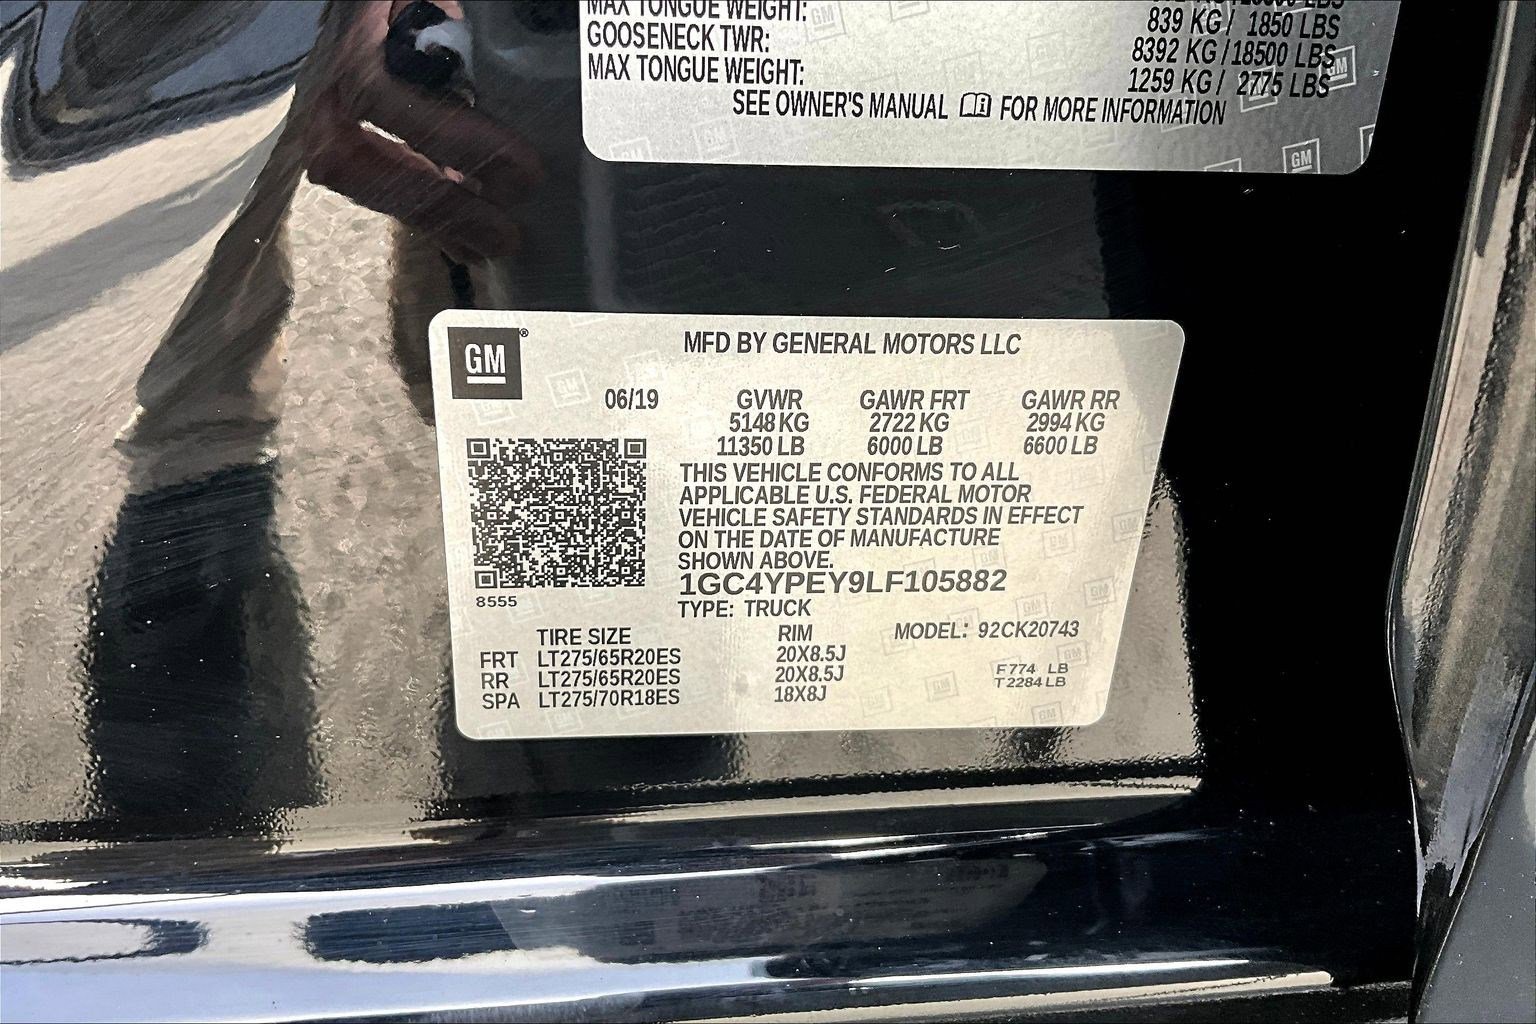 MAX TONGUE WEIGHT: 839 KG / 1850 LBS
GOOSENECK TWR: 8392 KG / 18500 LBS
MAX TONGUE WEIGHT: 1259 KG / 2775 LBS
SEE OWNER'S MANUAL FOR MORE INFORMATION
GM
GM®
MFD BY GENERAL MOTORS LLC
06/19 GVWR GAWR FRT GAWR RR
5148 KG 2722 KG 2994 KG
11350 LB 6000 LB 6600 LB
THIS VEHICLE CONFORMS TO ALL
APPLICABLE U.S. FEDERAL MOTOR
VEHICLE SAFETY STANDARDS IN EFFECT
ON THE DATE OF MANUFACTURE
SHOWN ABOVE.
1GC4YPEY9LF105882
8555
TYPE: TRUCK
TIRE SIZE RIM MODEL: 92CK20743
FRT LT275/65R20ES 20X8.5J
RR LT275/65R20ES 20X8.5J
SPA LT275/70R18ES 18X8J
F774 LB
T2284 LB